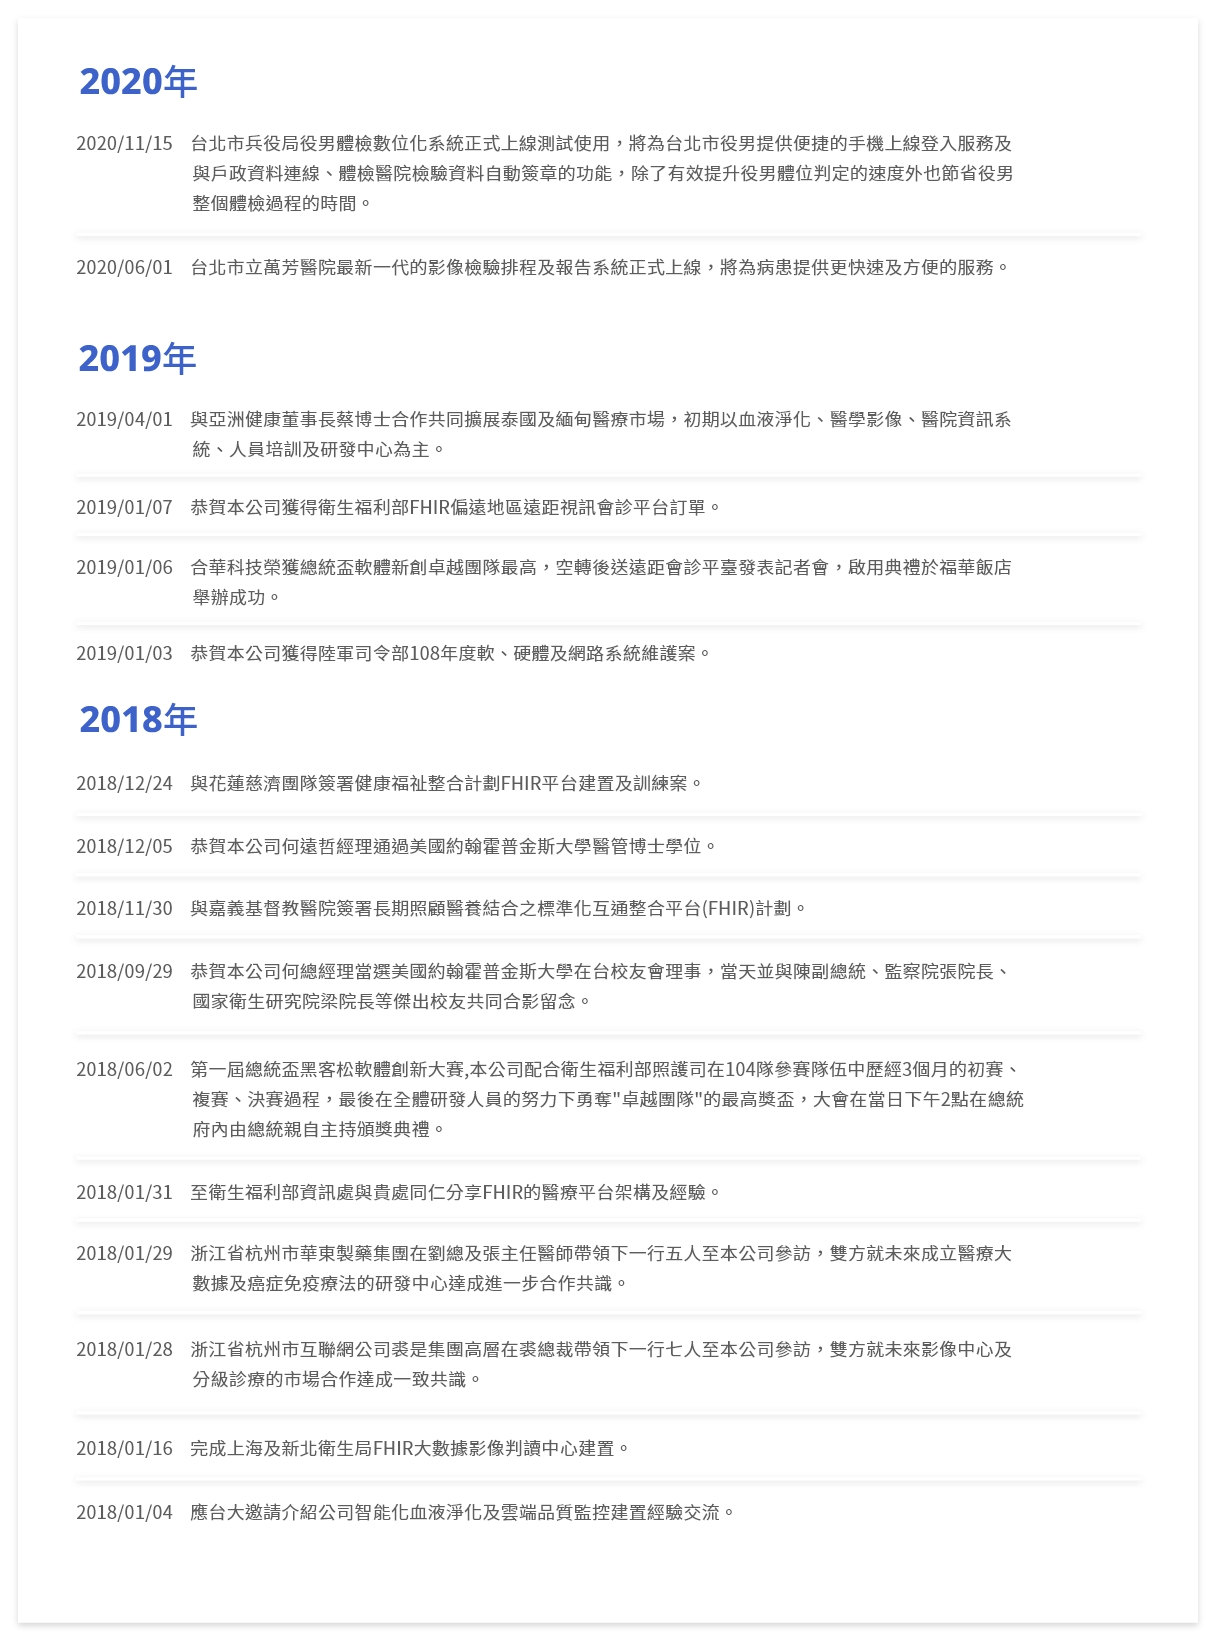 2020年
2020/11/15 台北市兵役局役男體檢數位化系統正式上線測試使用，將為台北市役男提供便捷的手機上線登入服務及
與戶政資料連線、體檢醫院檢驗資料自動簽章的功能，除了有效提升役男體位判定的速度外也節省役男
整個體檢過程的時間。
2020/06/01 台北市立萬芳醫院最新一代的影像檢驗排程及報告系統正式上線，將為病患提供更快速及方便的服務。
2019年
2019/04/01 與亞洲健康董事長蔡博士合作共同擴展泰國及緬甸醫療市場，初期以血液淨化、醫學影像、醫院資訊系
統、人員培訓及研發中心為主。
2019/01/07 恭賀本公司獲得衛生福利部FHIR偏遠地區遠距視訊會診平台訂單。
2019/01/06 合華科技榮獲總統盃軟體新創卓越團隊最高，空轉後送遠距會診平臺發表記者會，啟用典禮於福華飯店
舉辦成功。
2019/01/03 恭賀本公司獲得陸軍司令部108年度軟、硬體及網路系統維護案。
2018年
2018/12/24 與花蓮慈濟團隊簽署健康福祉整合計劃FHIR平台建置及訓練案。
2018/12/05 恭賀本公司何遠哲經理通過美國約翰霍普金斯大學醫管博士學位。
2018/11/30 與嘉義基督教醫院簽署長期照顧醫養結合之標準化互通整合平台(FHIR)計劃。
2018/09/29 恭賀本公司何總經理當選美國約翰霍普金斯大學在台校友會理事，當天並與陳副總統、監察院張院長、
國家衛生研究院梁院長等傑出校友共同合影留念。
2018/06/02 第一屆總統盃黑客松軟體創新大賽,本公司配合衛生福利部照護司在104隊參賽隊伍中歷經3個月的初賽、
複賽、決賽過程，最後在全體研發人員的努力下勇奪"卓越團隊"的最高獎盃，大會在當日下午2點在總統
府內由總統親自主持頒獎典禮。
2018/01/31 至衛生福利部資訊處與貴處同仁分享FHIR的醫療平台架構及經驗。
2018/01/29 浙江省杭州市華東製藥集團在劉總及張主任醫師帶領下一行五人至本公司參訪，雙方就未來成立醫療大
數據及癌症免疫療法的研發中心達成進一步合作共識。
2018/01/28 浙江省杭州市互聯網公司裘是集團高層在裘總裁帶領下一行七人至本公司參訪，雙方就未來影像中心及
分級診療的市場合作達成一致共識。
2018/01/16 完成上海及新北衛生局FHIR大數據影像判讀中心建置。
2018/01/04 應台大邀請介紹公司智能化血液淨化及雲端品質監控建置經驗交流。